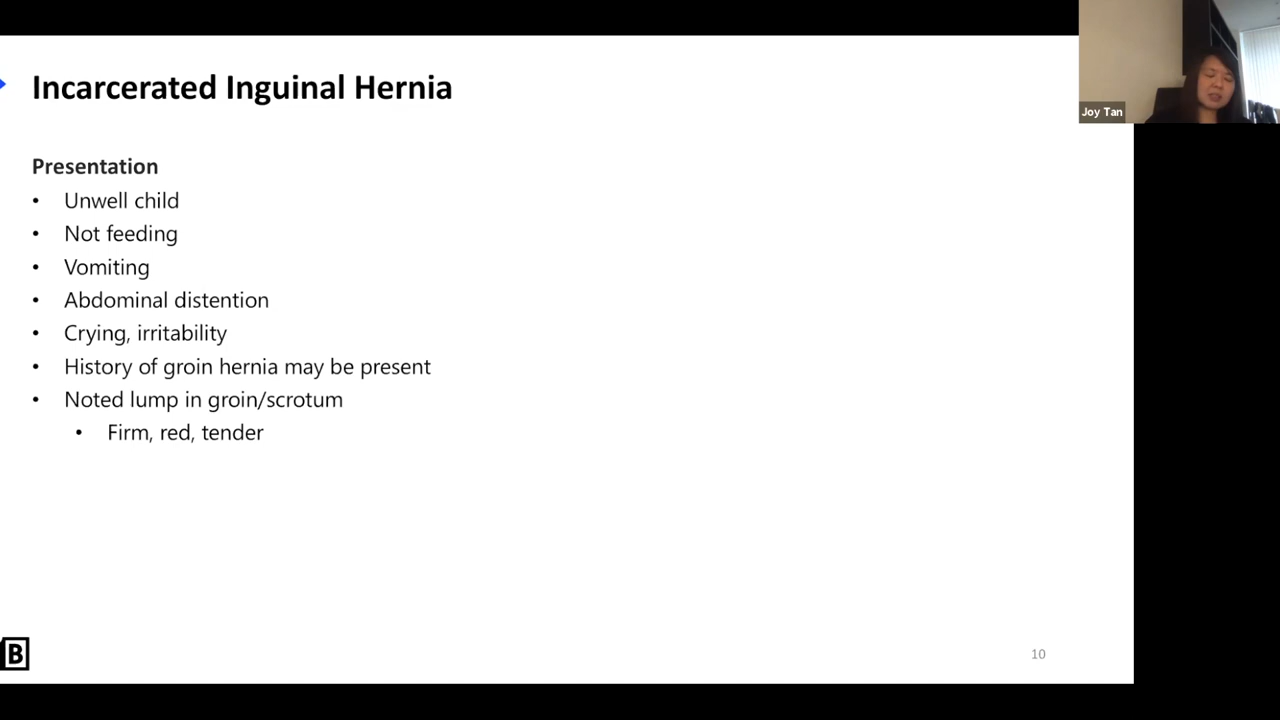 Incarcerated Inguinal Hernia
Joy Tan
Presentation
• Unwell child
• Not feeding
• Vomiting
• Abdominal distention
• Crying, irritability
• History of groin hernia may be present
• Noted lump in groin/scrotum
• Firm, red, tender
B
10